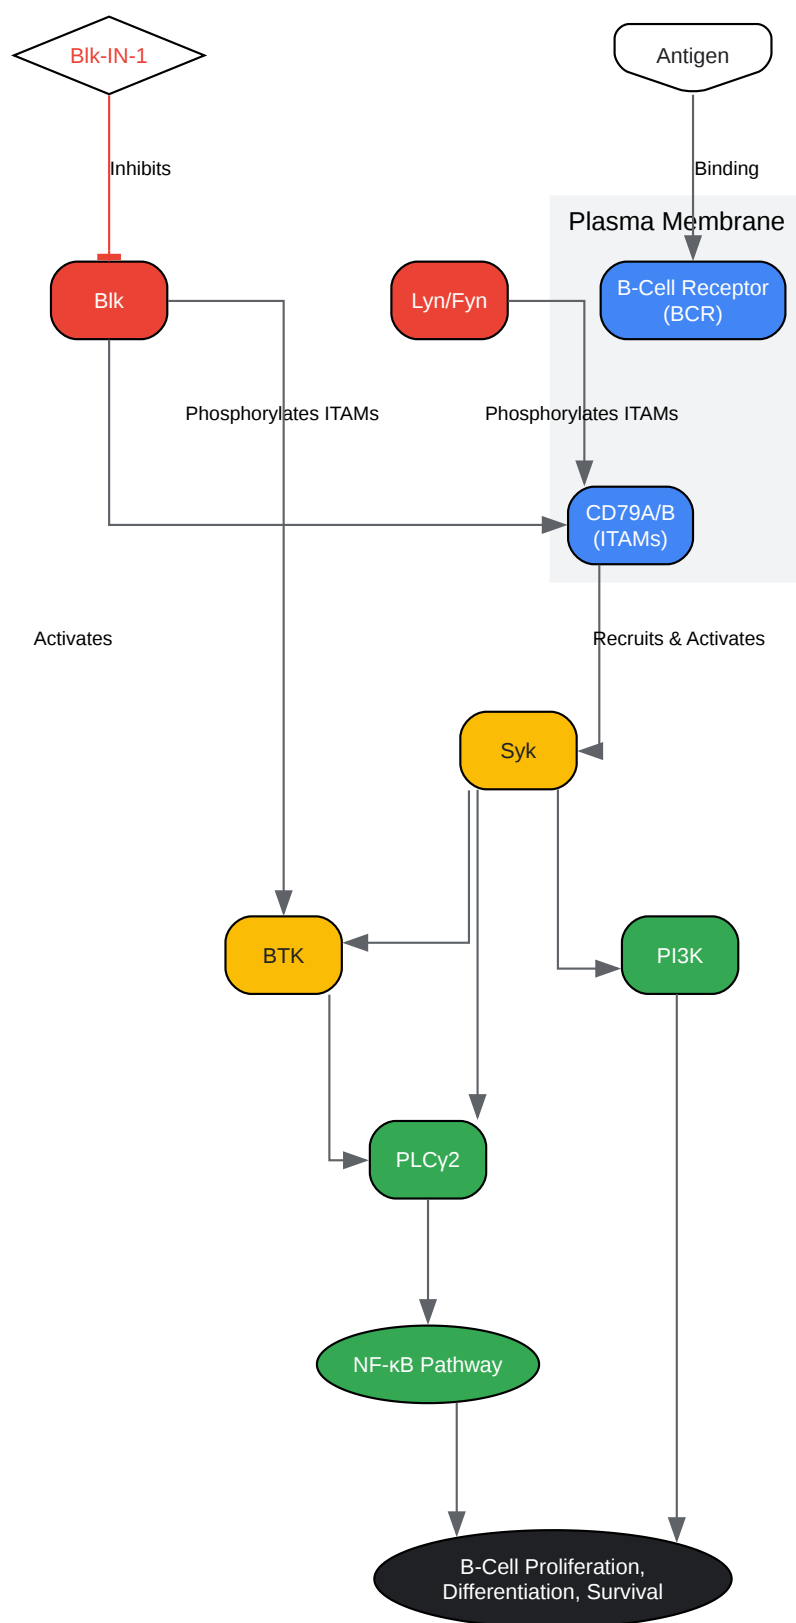 Blk-IN-1
Antigen
Inhibits
Binding
Plasma Membrane
Blk
Lyn/Fyn
B-Cell Receptor
(BCR)
Phosphorylates ITAMs
Phosphorylates ITAMs
CD79A/B
(ITAMs)
Activates
Recruits & Activates
Syk
BTK
PI3K
PLCγ2
NF-κB Pathway
B-Cell Proliferation,
Differentiation, Survival